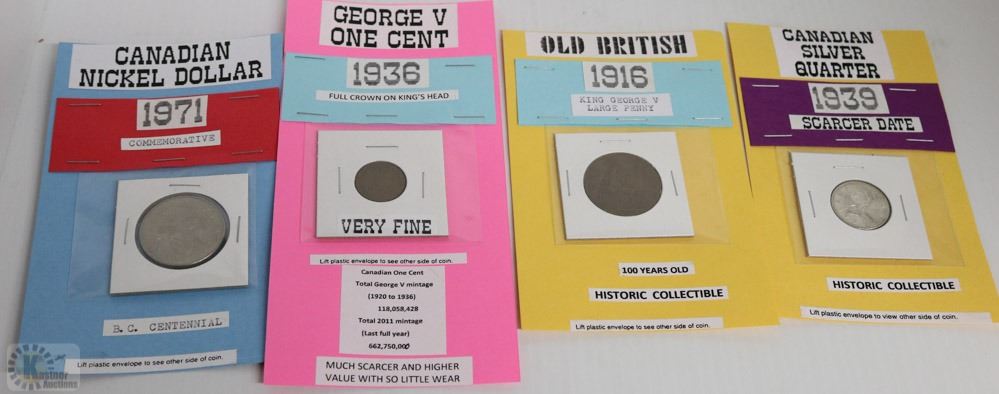 CANADIAN
NICKEL DOLLAR
1971
COMMEMORATIVE
B.C. CENTENNIAL
Lift plastic envelope to see other side of coin.
GEORGE V
ONE CENT
1936
FULL CROWN ON KING'S HEAD
VERY FINE
Lift plastic envelope to see other side of coin.
Canadian One Cent
Total George V mintage
(1920 to 1936)
118,058,428
Total 2011 mintage
(Last full year)
662,750,000
MUCH SCARCER AND HIGHER
VALUE WITH SO LITTLE WEAR
OLD BRITISH
1916
KING GEORGE V
LARGE PENNY
100 YEARS OLD
HISTORIC COLLECTIBLE
Lift plastic envelope to see other side of coin.
CANADIAN
SILVER
QUARTER
1939
SCARCER DATE
HISTORIC COLLECTIBLE
Lift plastic envelope to view other side of coin.
Kastner
Auctions